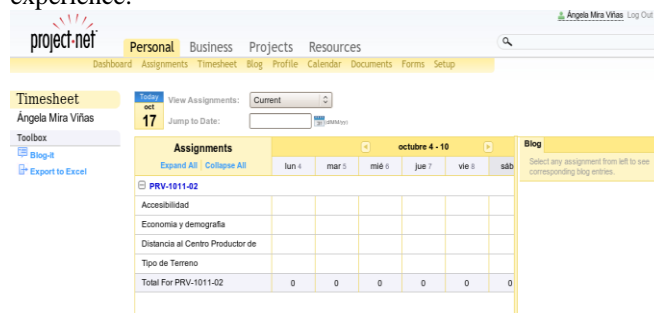 experience.
Ángela Mira Viñas Log Out
project·net
Personal Business Projects Resources
Dashboard Assignments Timesheet Blog Profile Calendar Documents Forms Setup
Timesheet
Ángela Mira Viñas
Toolbox
Blog-It
Export to Excel
Today
oct
17
View Assignments: Current
Jump to Date:
Assignments
Expand All Collapse All
octubre 4 - 10
lun 4 mar 5 mié 6 jue 7 vie 8 sáb
PRV-1011-02
Accesibilidad
Economia y demografia
Distancia al Centro Productor de
Tipo de Terreno
Total For PRV-1011-02 0 0 0 0 0 0
Blog
Select any assignment from left to see
corresponding blog entries.